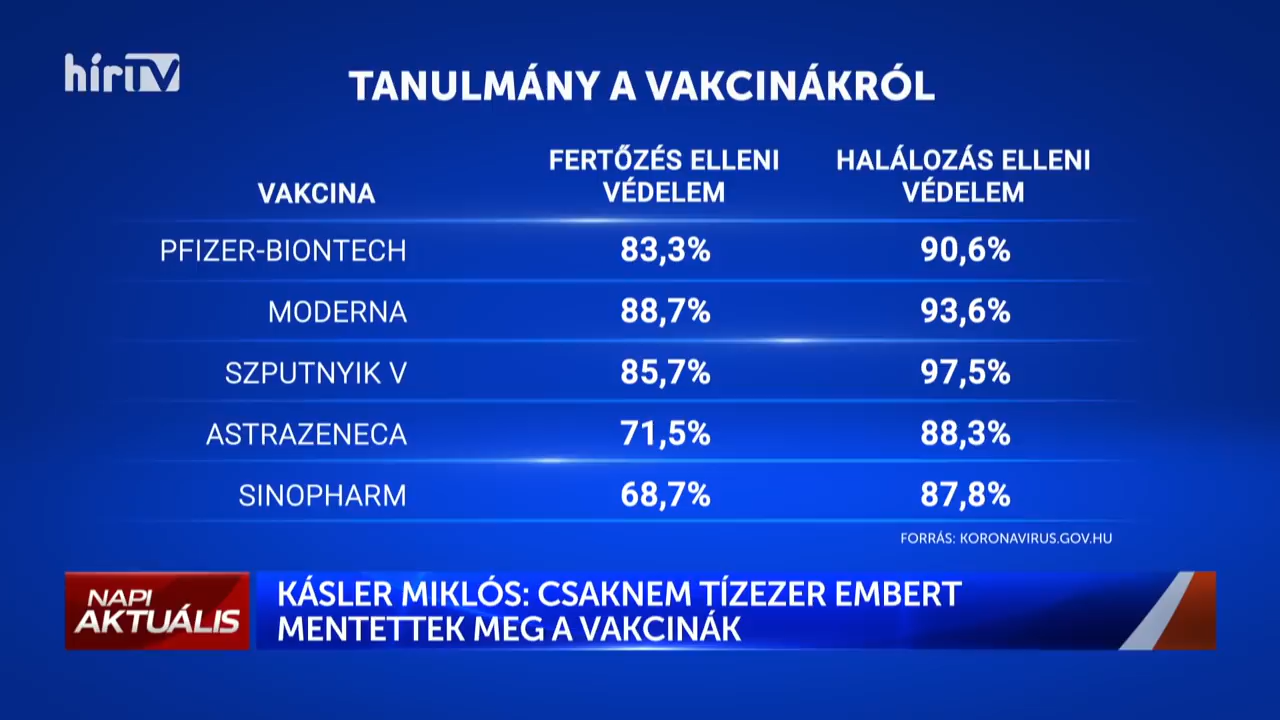 hírTV
TANULMÁNY A VAKCINÁKRÓL
VAKCINA
FERTŐZÉS ELLENI
VÉDELEM
HALÁLOZÁS ELLENI
VÉDELEM
PFIZER-BIONTECH 83,3% 90,6%
MODERNA 88,7% 93,6%
SZPUTNYIK V 85,7% 97,5%
ASTRAZENECA 71,5% 88,3%
SINOPHARM 68,7% 87,8%
FORRÁS: KORONAVIRUS.GOV.HU
NAPI
AKTUÁLIS
KÁSLER MIKLÓS: CSAKNEM TÍZEZER EMBERT
MENTETTEK MEG A VAKCINÁK